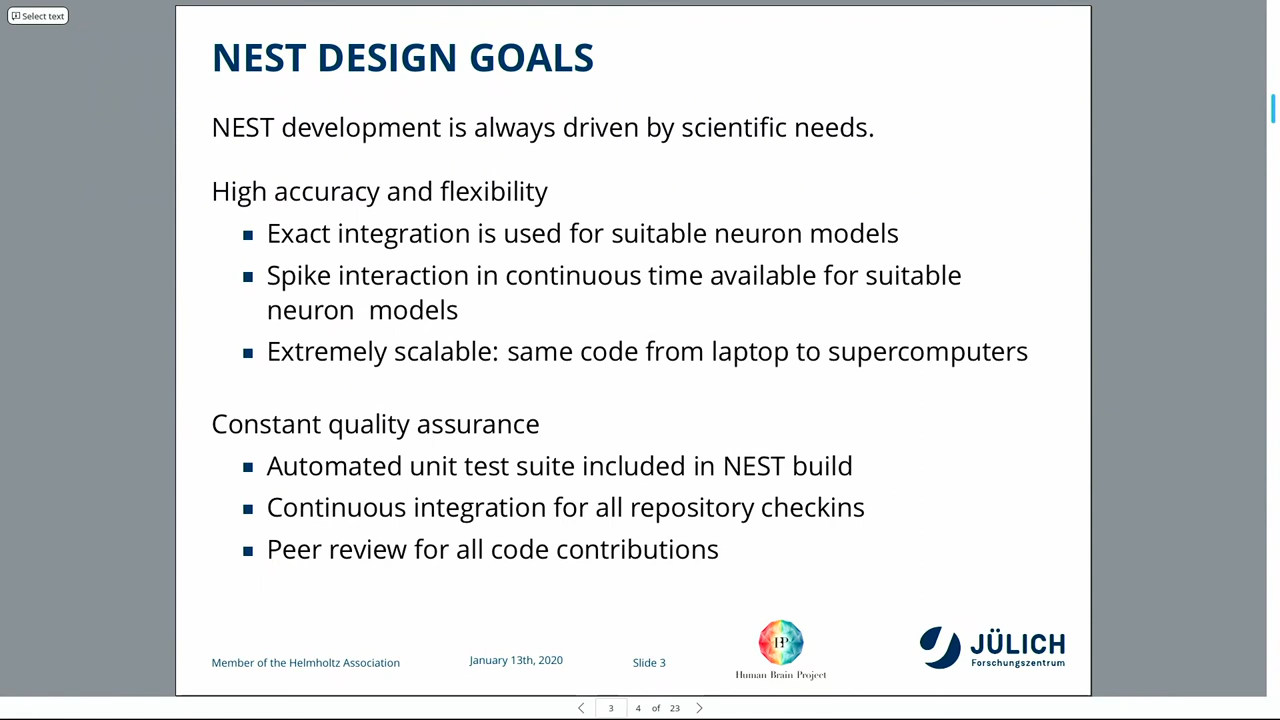 Select text
NEST DESIGN GOALS
NEST development is always driven by scientific needs.
High accuracy and flexibility
Exact integration is used for suitable neuron models
Spike interaction in continuous time available for suitable
neuron models
Extremely scalable: same code from laptop to supercomputers
Constant quality assurance
Automated unit test suite included in NEST build
Continuous integration for all repository checkins
Peer review for all code contributions
Member of the Helmholtz Association
January 13th, 2020
Slide 3
HBP
Human Brain Project
JÜLICH
Forschungszentrum
3 4 of 23